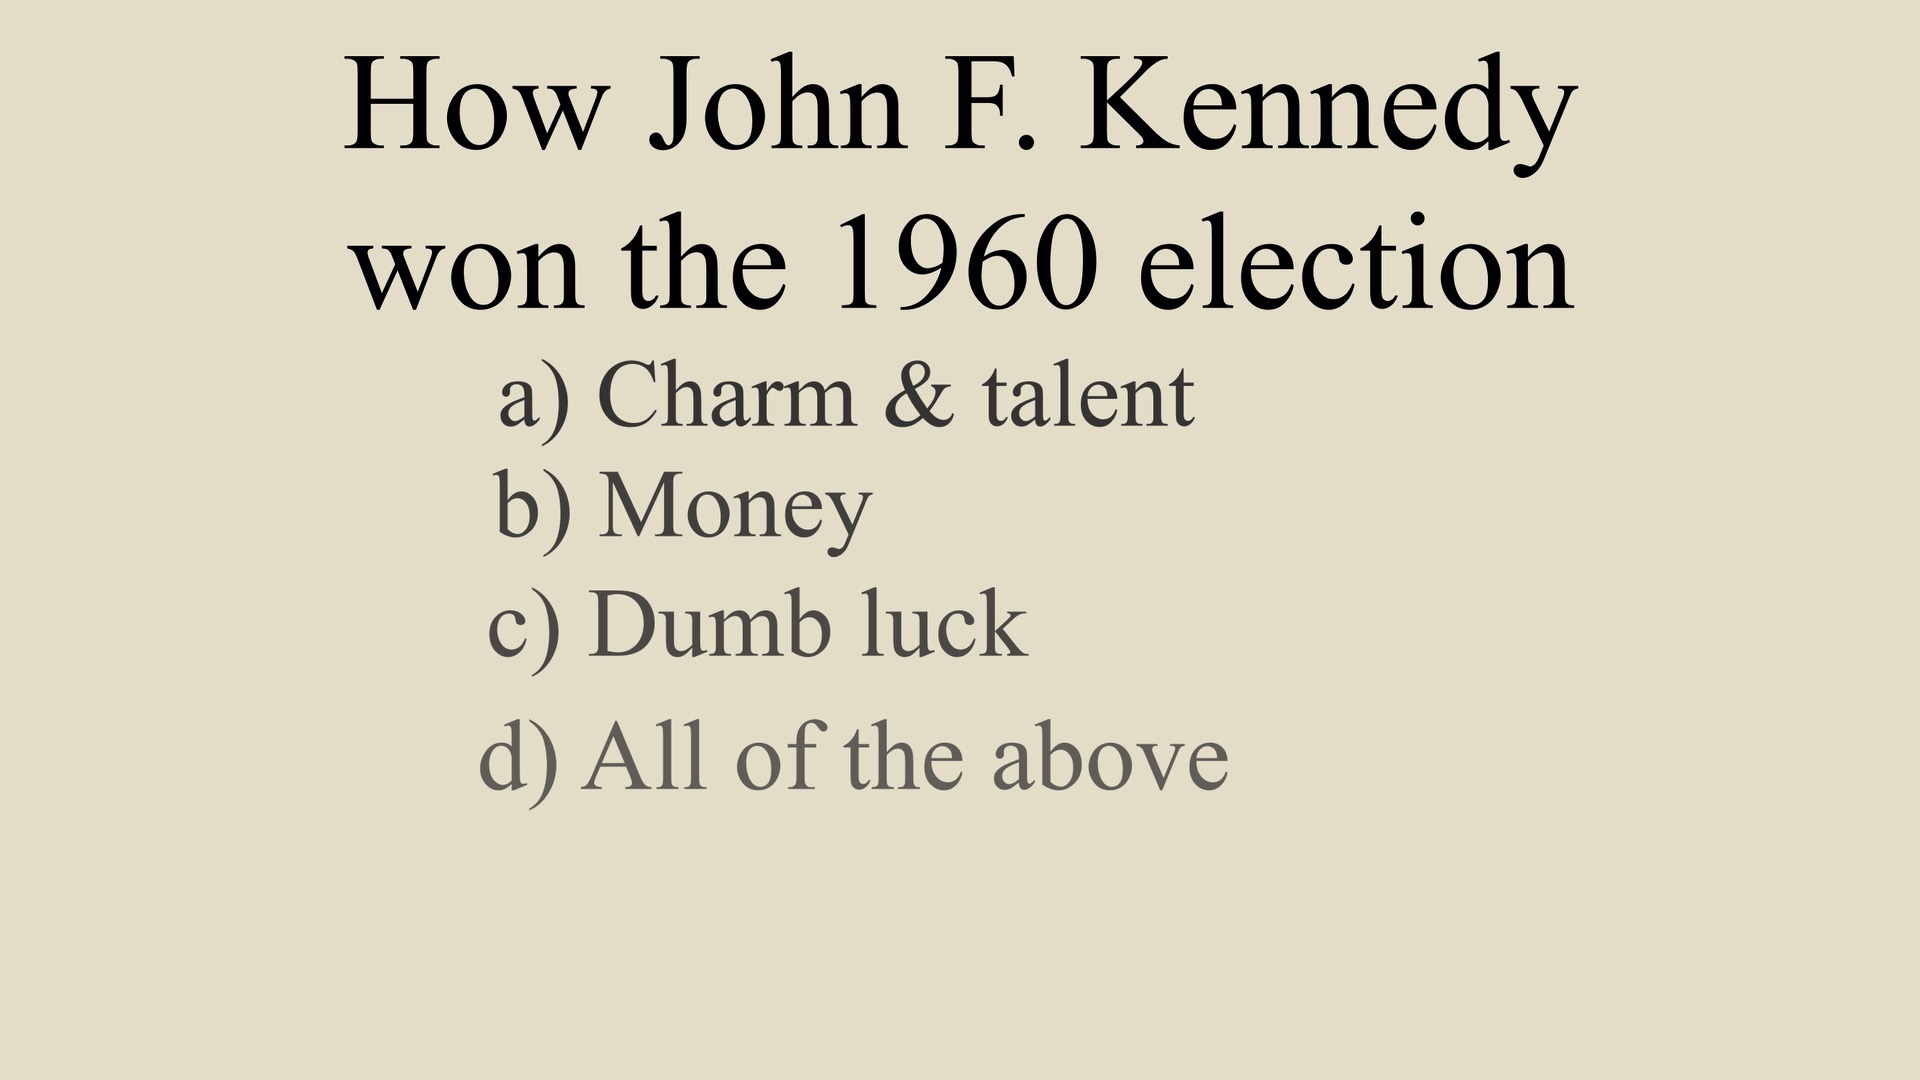 How John F. Kennedy
won the 1960 election
a) Charm & talent
b) Money
c) Dumb luck
d) All of the above